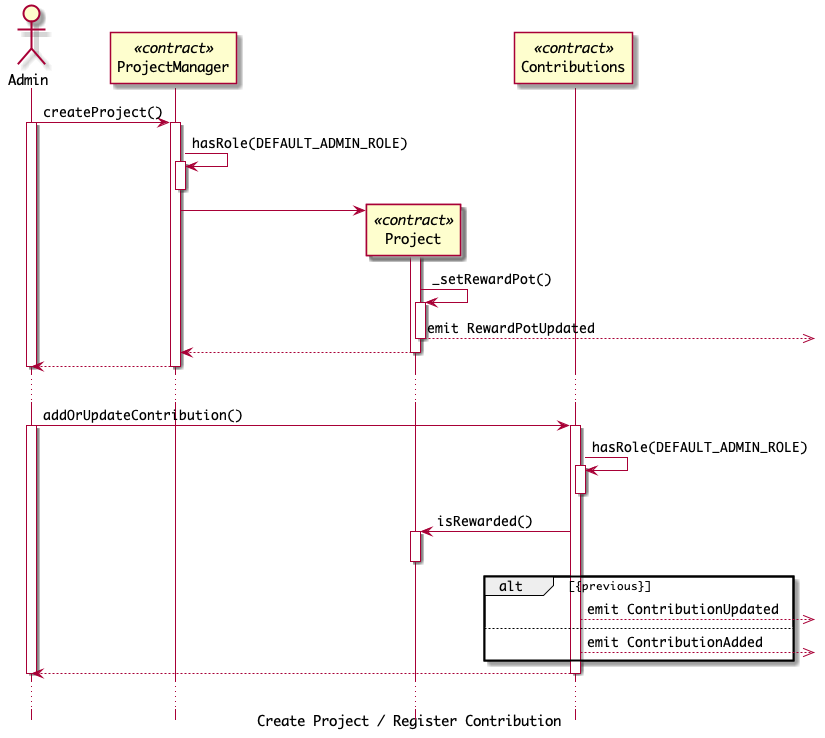 Admin
«contract»
ProjectManager
«contract»
Contributions
createProject()
hasRole(DEFAULT_ADMIN_ROLE)
«contract»
Project
_setRewardPot()
emit RewardPotUpdated
addOrUpdateContribution()
hasRole(DEFAULT_ADMIN_ROLE)
isRewarded()
alt
[{previous}]
emit ContributionUpdated
emit ContributionAdded
Create Project / Register Contribution